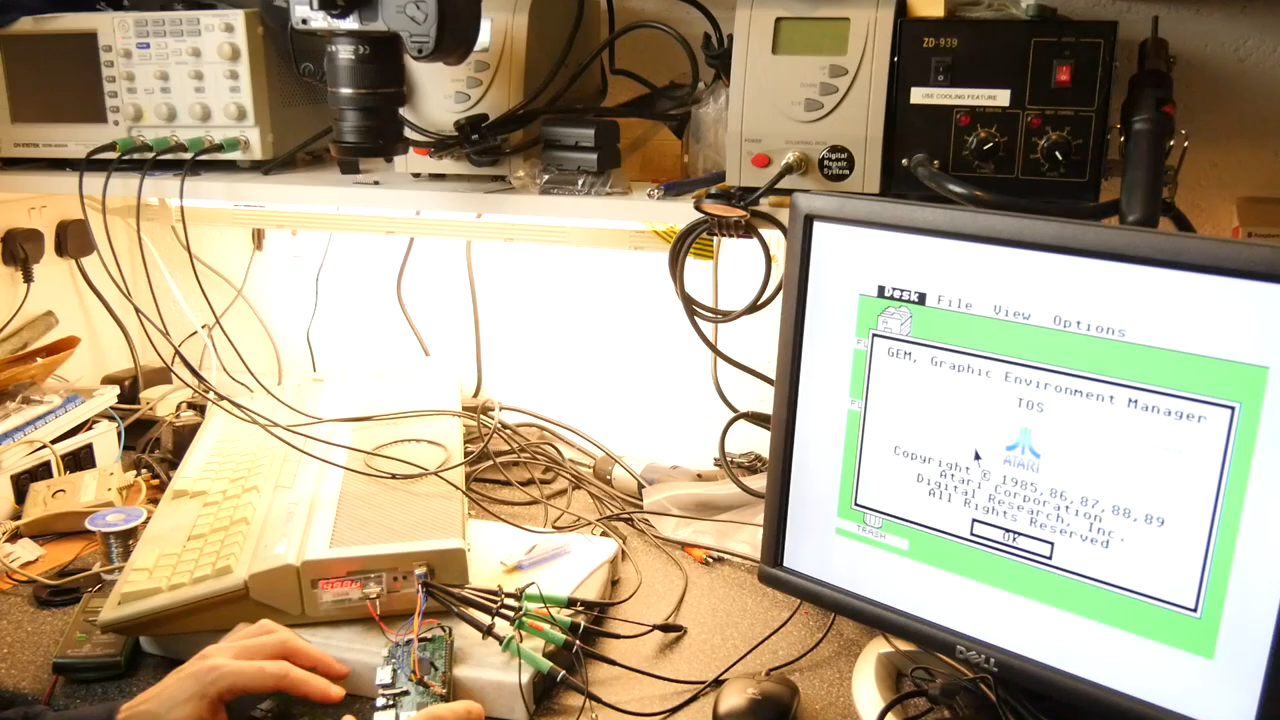 GW INSTEK
POWER
SOLDERING IRON
Digital
Repair
System
ZD-939
USE COOLING FEATURE
Desk File View Options
GEM, Graphic Environment Manager
TOS
ATARI
Copyright © 1985,86,87,88,89
Atari Corporation
Digital Research, Inc.
All Rights Reserved
OK
TRASH
DELL